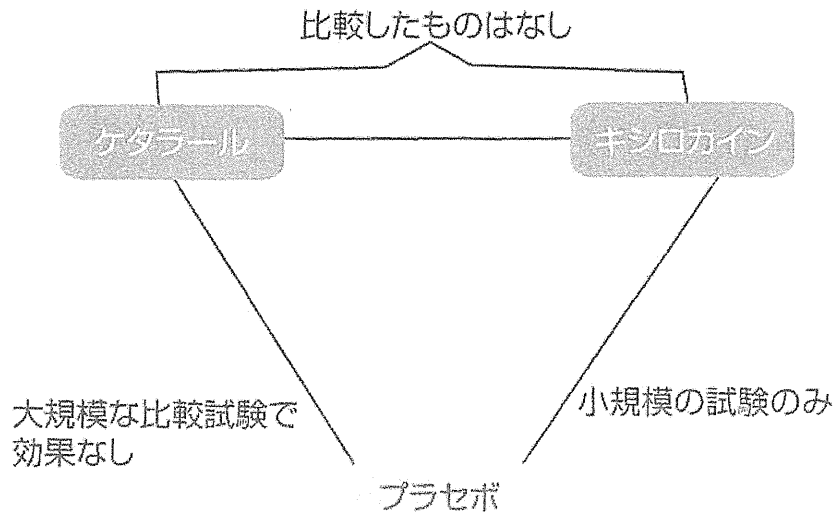 比較したものはなし
ケタラール
キシロカイン
大規模な比較試験で
効果なし
小規模の試験のみ
プラセボ